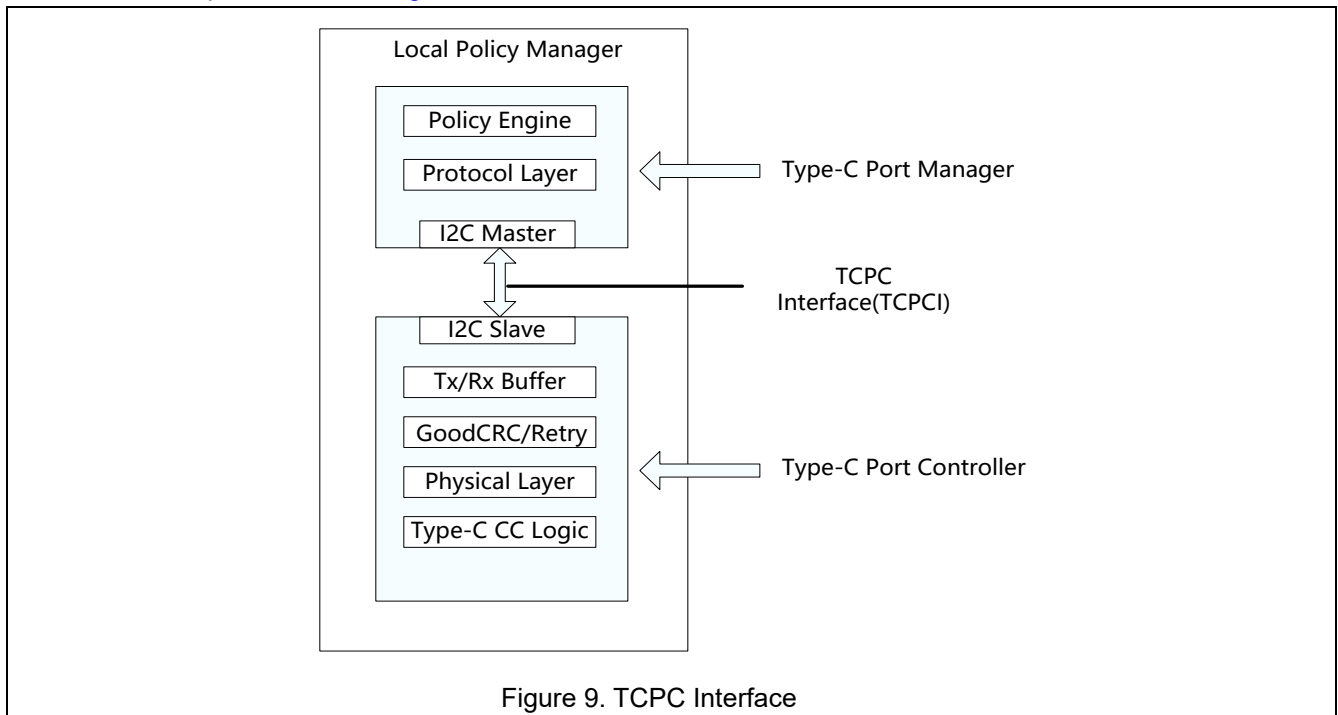 Local Policy Manager
Policy Engine
Protocol Layer
Type-C Port Manager
I2C Master
TCPC
Interface(TCPCI)
I2C Slave
Tx/Rx Buffer
GoodCRC/Retry
Type-C Port Controller
Physical Layer
Type-C CC Logic
Figure 9. TCPC Interface